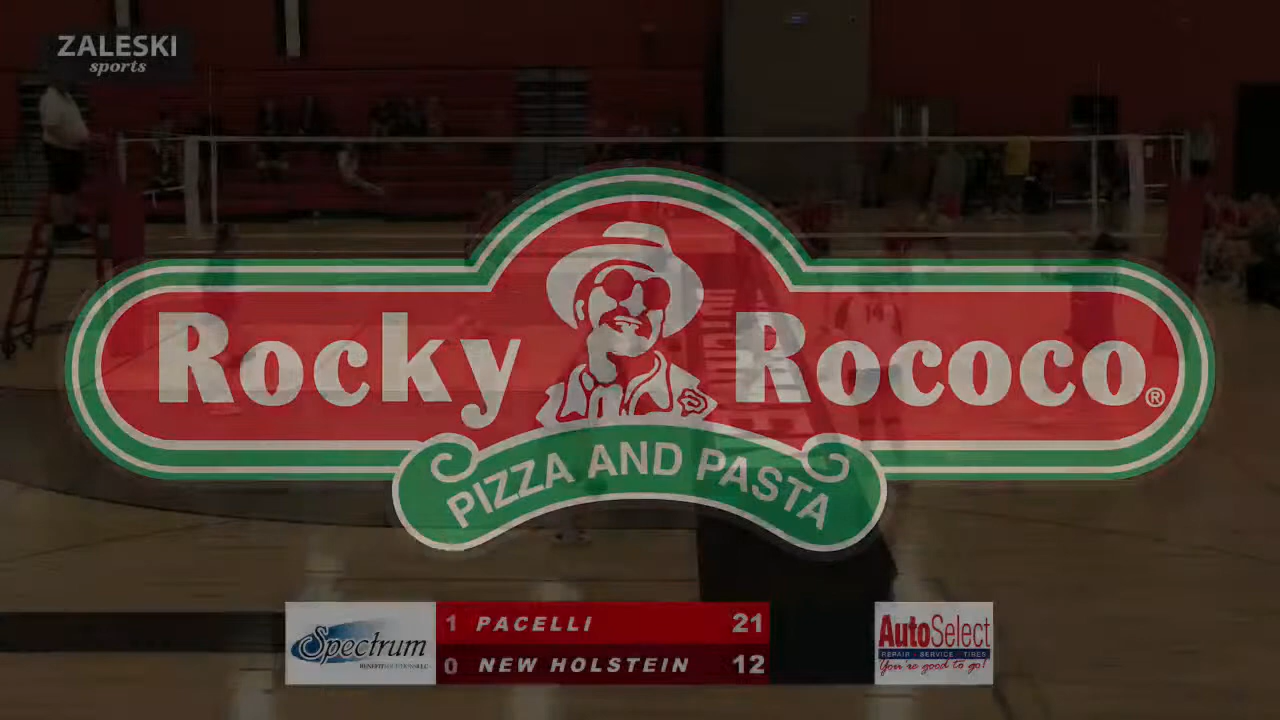 ZALESKI
sports
Rocky Rococo®
PIZZA AND PASTA
Spectrum
1 PACELLI 21
0 NEW HOLSTEIN 12
AutoSelect
REPAIR · SERVICE · TIRES
You're good to go!
14